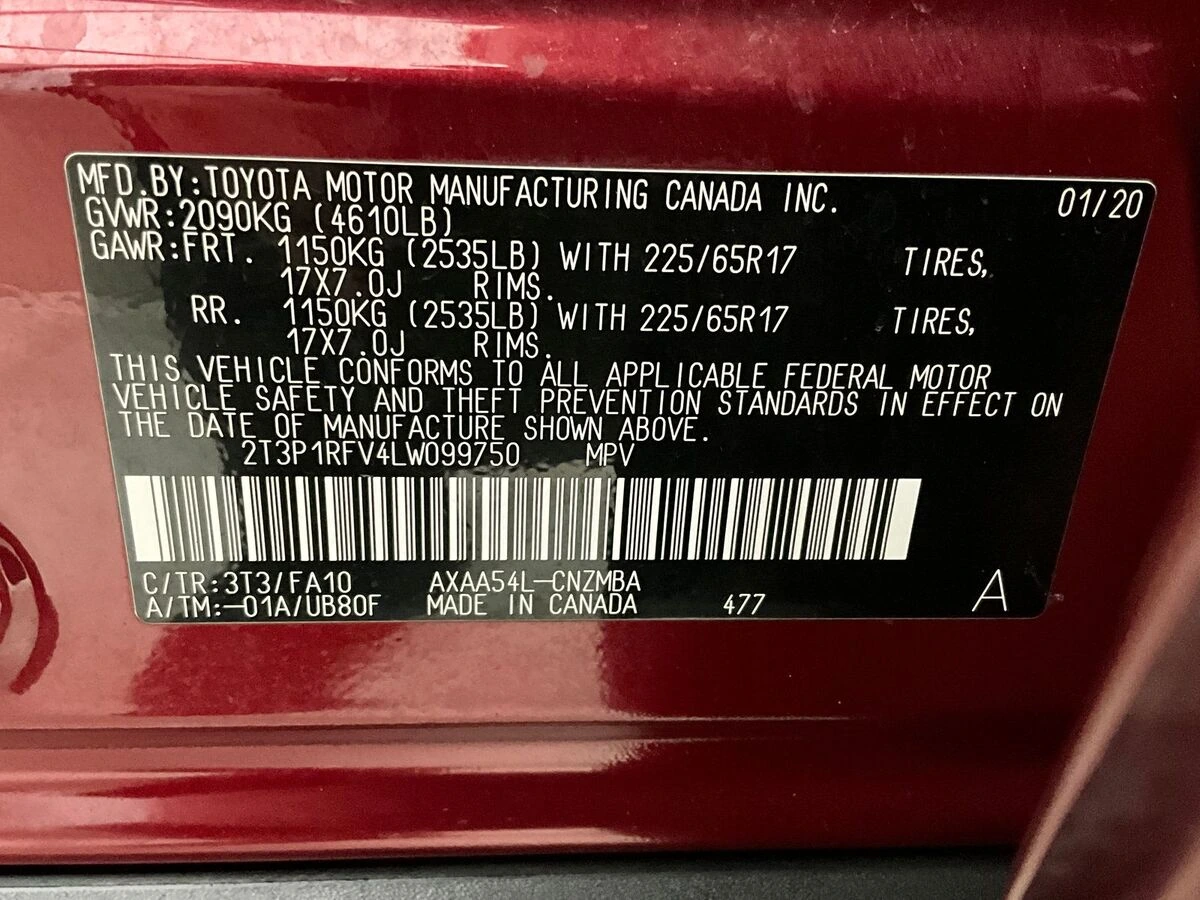 MFD.BY:TOYOTA MOTOR MANUFACTURING CANADA INC. 01/20
GVWR:2090KG (4610LB)
GAWR:FRT. 1150KG (2535LB) WITH 225/65R17 TIRES,
17X7.0J RIMS.
RR. 1150KG (2535LB) WITH 225/65R17 TIRES,
17X7.0J RIMS.
THIS VEHICLE CONFORMS TO ALL APPLICABLE FEDERAL MOTOR
VEHICLE SAFETY AND THEFT PREVENTION STANDARDS IN EFFECT ON
THE DATE OF MANUFACTURE SHOWN ABOVE.
2T3P1RFV4LW099750 MPV
C/TR:3T3/FA10 AXAA54L-CNZMBA
A/TM:-01A/UB80F MADE IN CANADA 477 A